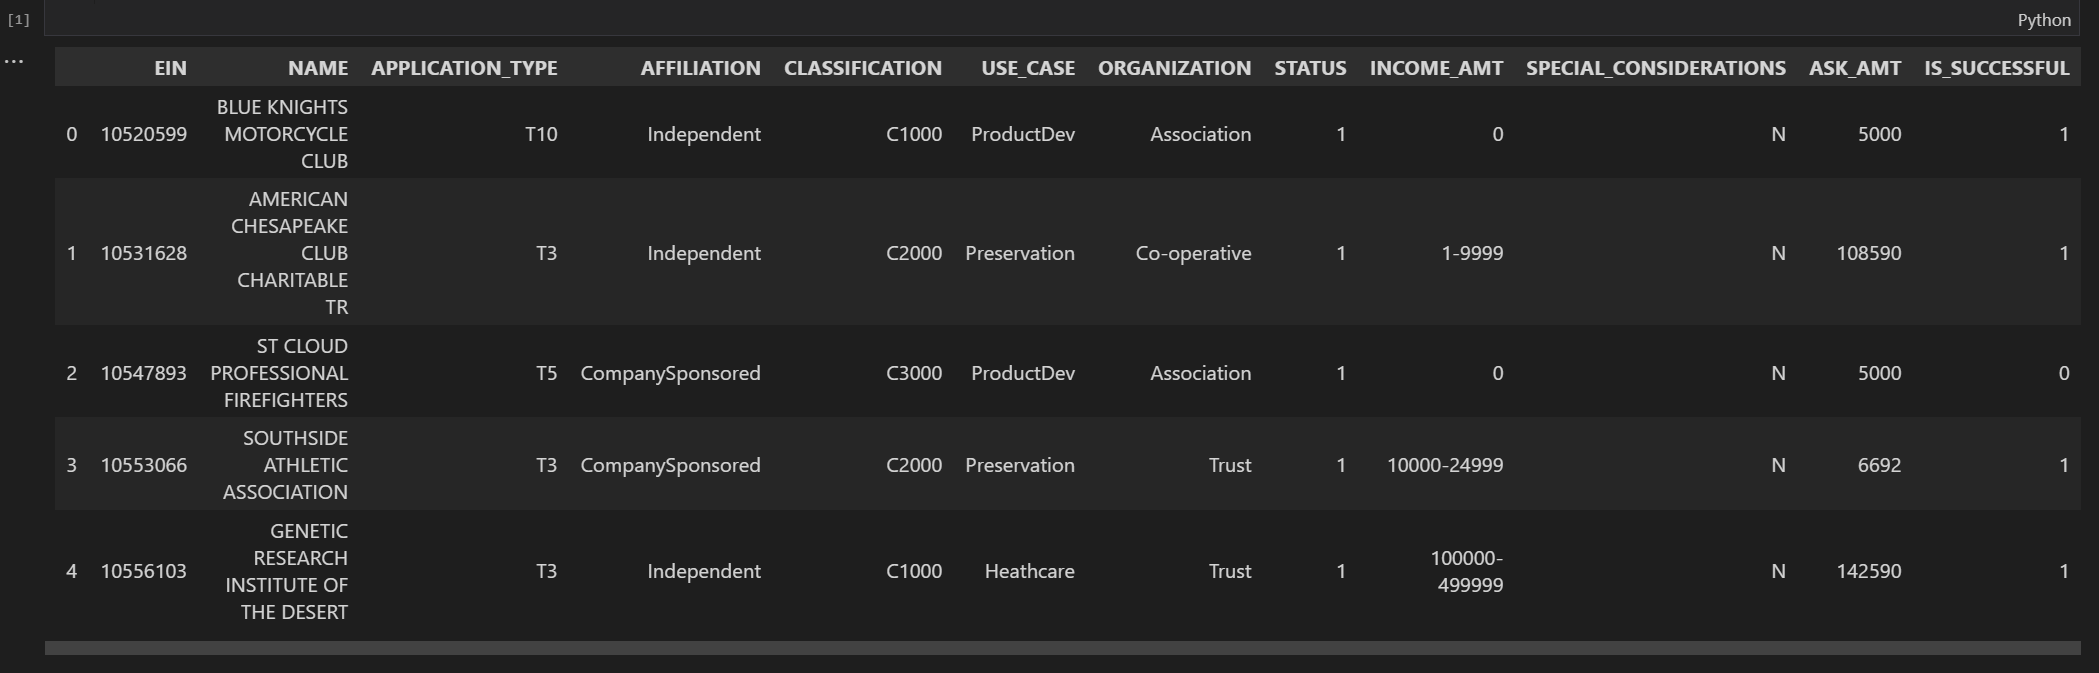 [1]
Python
...
EIN NAME APPLICATION_TYPE AFFILIATION CLASSIFICATION USE_CASE ORGANIZATION STATUS INCOME_AMT SPECIAL_CONSIDERATIONS ASK_AMT IS_SUCCESSFUL
0 10520599 BLUE KNIGHTS MOTORCYCLE CLUB T10 Independent C1000 ProductDev Association 1 0 N 5000 1
1 10531628 AMERICAN CHESAPEAKE CLUB CHARITABLE TR T3 Independent C2000 Preservation Co-operative 1 1-9999 N 108590 1
2 10547893 ST CLOUD PROFESSIONAL FIREFIGHTERS T5 CompanySponsored C3000 ProductDev Association 1 0 N 5000 0
3 10553066 SOUTHSIDE ATHLETIC ASSOCIATION T3 CompanySponsored C2000 Preservation Trust 1 10000-24999 N 6692 1
4 10556103 GENETIC RESEARCH INSTITUTE OF THE DESERT T3 Independent C1000 Heathcare Trust 1 100000-499999 N 142590 1